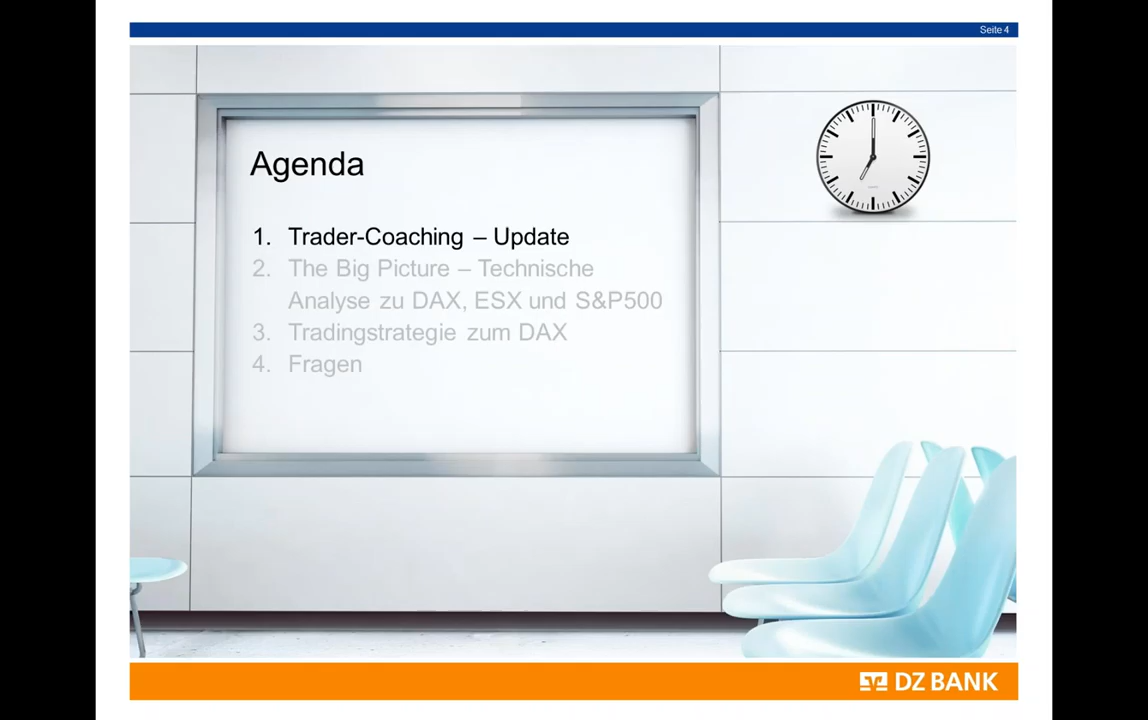 Seite 4
Agenda
1. Trader-Coaching – Update
2. The Big Picture – Technische
Analyse zu DAX, ESX und S&P500
3. Tradingstrategie zum DAX
4. Fragen
DZ BANK